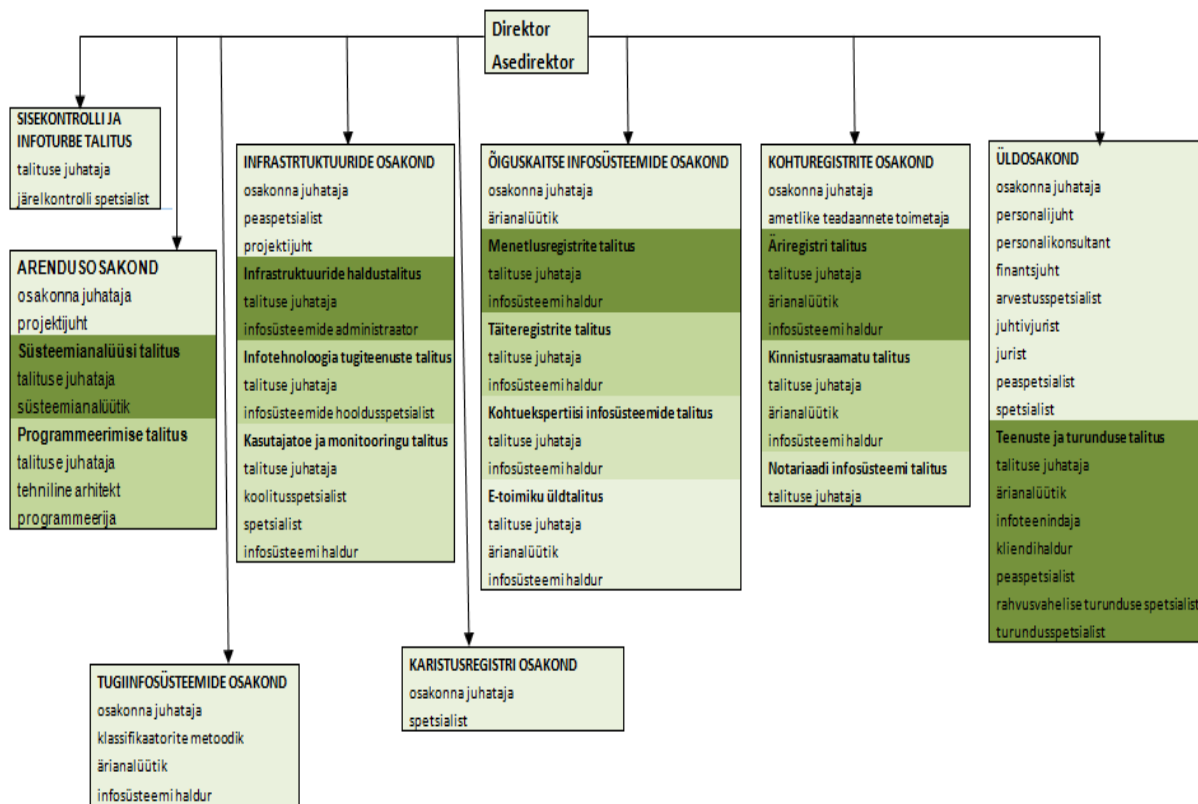 Direktor
Asedirektor
SISEKONTROLLI JA
INFOTURBE TALITUS
talituse juhataja
järelkontrolli spetsialist
ARENDUSOSAKOND
osakonna juhataja
projektijuht
Süsteemianalüüsi talitus
talituse juhataja
süsteemianalüütik
Programmeerimise talitus
talituse juhataja
tehniline arhitekt
programmeerija
TUGIINFOSÜSTEEMIDE OSAKOND
osakonna juhataja
klassifikaatorite metoodik
ärianalüütik
infosüsteemi haldur
INFRASTRTUKTUURIDE OSAKOND
osakonna juhataja
peaspetsialist
projektijuht
Infrastruktuuride haldustalitus
talituse juhataja
infosüsteemide administraator
Infotehnoloogia tugiteenuste talitus
talituse juhataja
infosüsteemide hooldusspetsialist
Kasutajatoe ja monitooringu talitus
talituse juhataja
koolitusspetsialist
spetsialist
infosüsteemi haldur
KARISTUSREGISTRI OSAKOND
osakonna juhataja
spetsialist
ÕIGUSKAITSE INFOSÜSTEEMIDE OSAKOND
osakonna juhataja
ärianalüütik
Menetlusregistrite talitus
talituse juhataja
infosüsteemi haldur
Täiteregistrite talitus
talituse juhataja
infosüsteemi haldur
Kohtuekspertiisi infosüsteemide talitus
talituse juhataja
infosüsteemi haldur
E-toimiku üldtalitus
talituse juhataja
ärianalüütik
infosüsteemi haldur
KOHTUREGISTRITE OSAKOND
osakonna juhataja
ametlike teadaannete toimetaja
Äriregistri talitus
talituse juhataja
ärianalüütik
infosüsteemi haldur
Kinnistusraamatu talitus
talituse juhataja
ärianalüütik
infosüsteemi haldur
Notariaadi infosüsteemi talitus
talituse juhataja
ÜLDOSAKOND
osakonna juhataja
personalijuht
personalikonsultant
finantsjuht
arvestusspetsialist
juhtivjurist
jurist
peaspetsialist
spetsialist
Teenuste ja turunduse talitus
talituse juhataja
ärianalüütik
infoteenindaja
kliendihaldur
peaspetsialist
rahvusvahelise turunduse spetsialist
turundusspetsialist